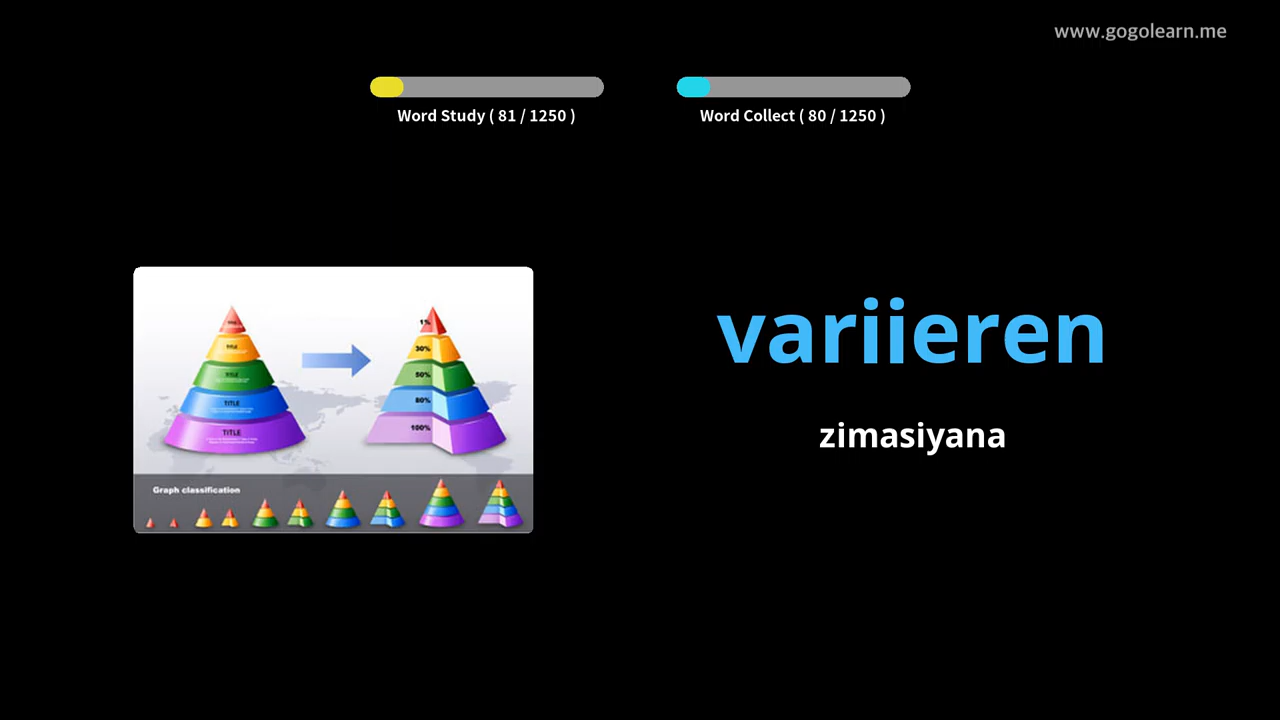 www.gogolearn.me
Word Study ( 81 / 1250 )
Word Collect ( 80 / 1250 )
variieren
zimasiyana
TITLE
TITLE
TITLE
TITLE
1%
30%
50%
80%
100%
Graph classification